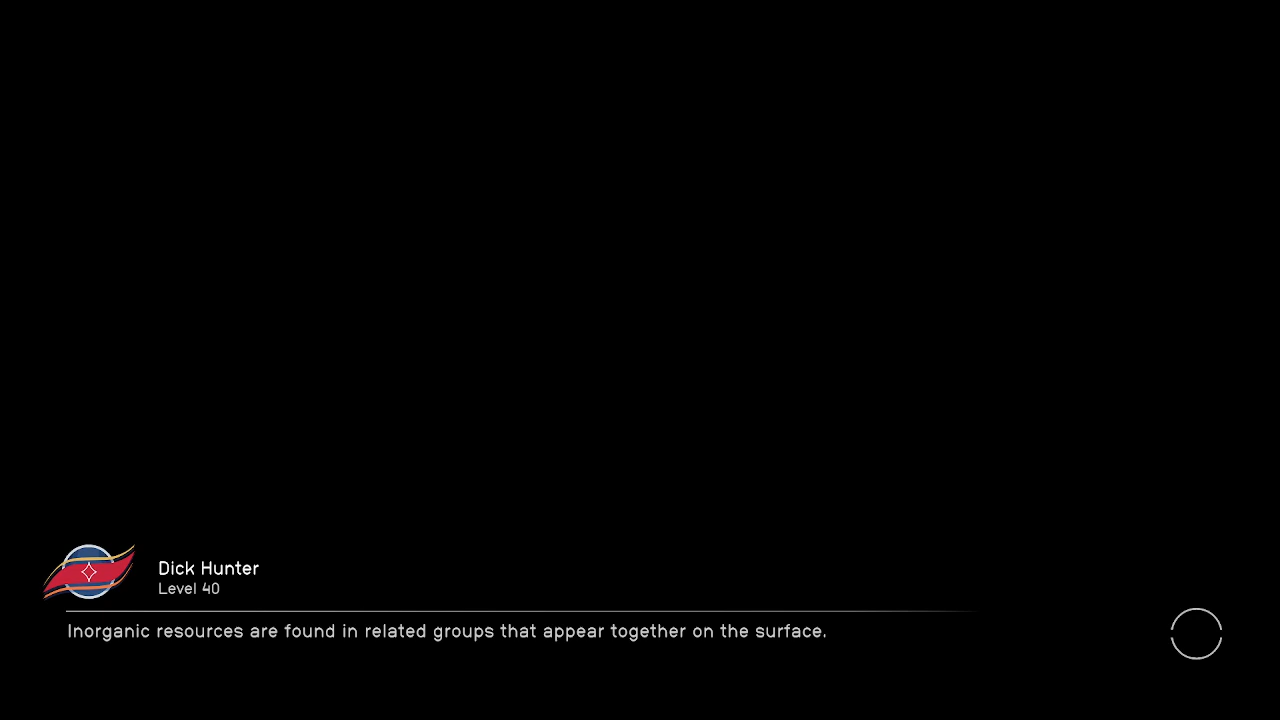 Dick Hunter
Level 40
Inorganic resources are found in related groups that appear together on the surface.